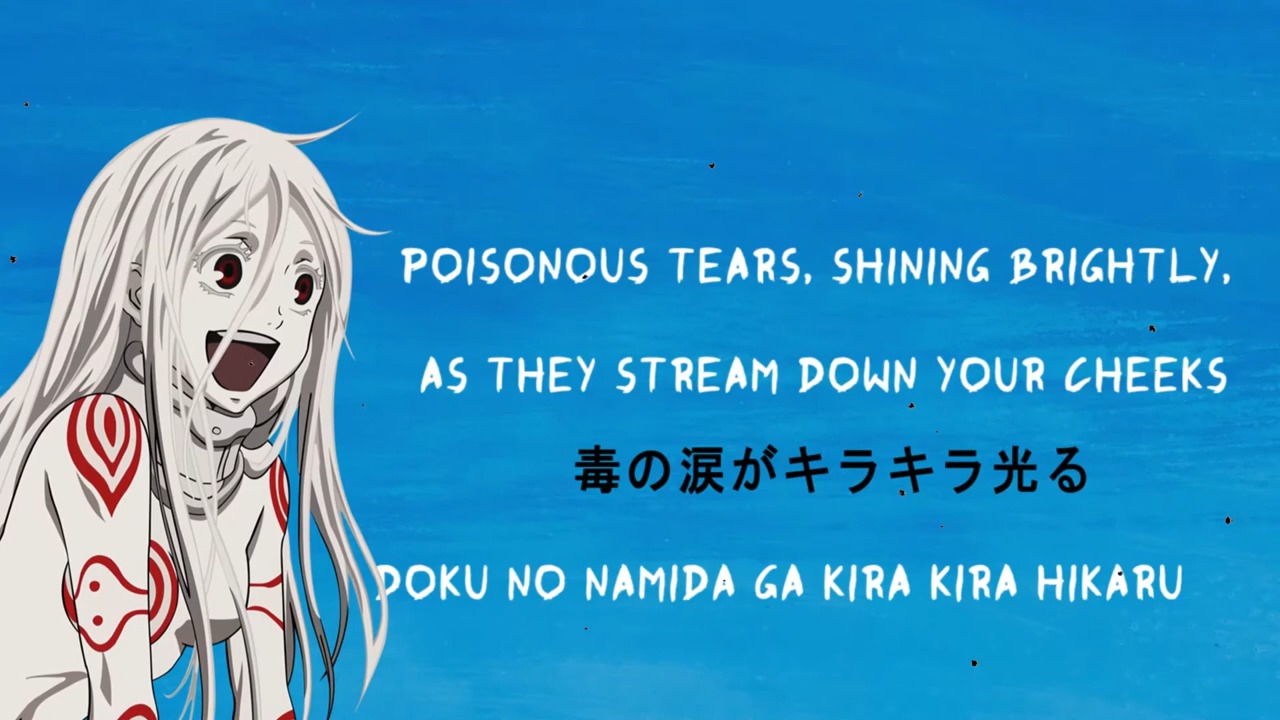 POISONOUS TEARS, SHINING BRIGHTLY,
AS THEY STREAM DOWN YOUR CHEEKS
毒の涙がキラキラ光る
DOKU NO NAMIDA GA KIRA KIRA HIKARU